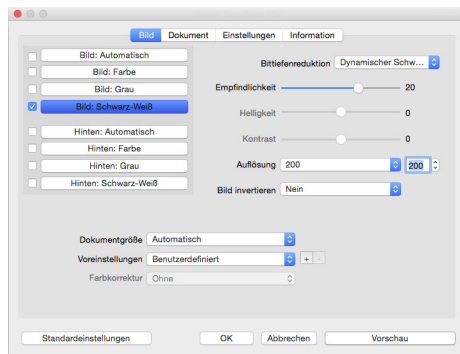 Bild Dokument Einstellungen Information
Bild: Automatisch
Bild: Farbe
Bild: Grau
Bild: Schwarz-Weiß
Hinten: Automatisch
Hinten: Farbe
Hinten: Grau
Hinten: Schwarz-Weiß
Bittiefenreduktion Dynamischer Schw...
Empfindlichkeit 20
Helligkeit 0
Kontrast 0
Auflösung 200 200
Bild invertieren Nein
Dokumentgröße Automatisch
Voreinstellungen Benutzerdefiniert + -
Farbkorrektur Ohne
Standardeinstellungen OK Abbrechen Vorschau